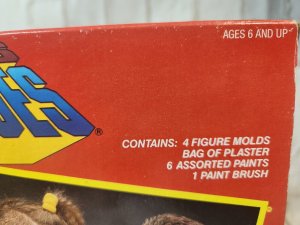 AGES 6 AND UP
®
CONTAINS: 4 FIGURE MOLDS
BAG OF PLASTER
6 ASSORTED PAINTS
1 PAINT BRUSH